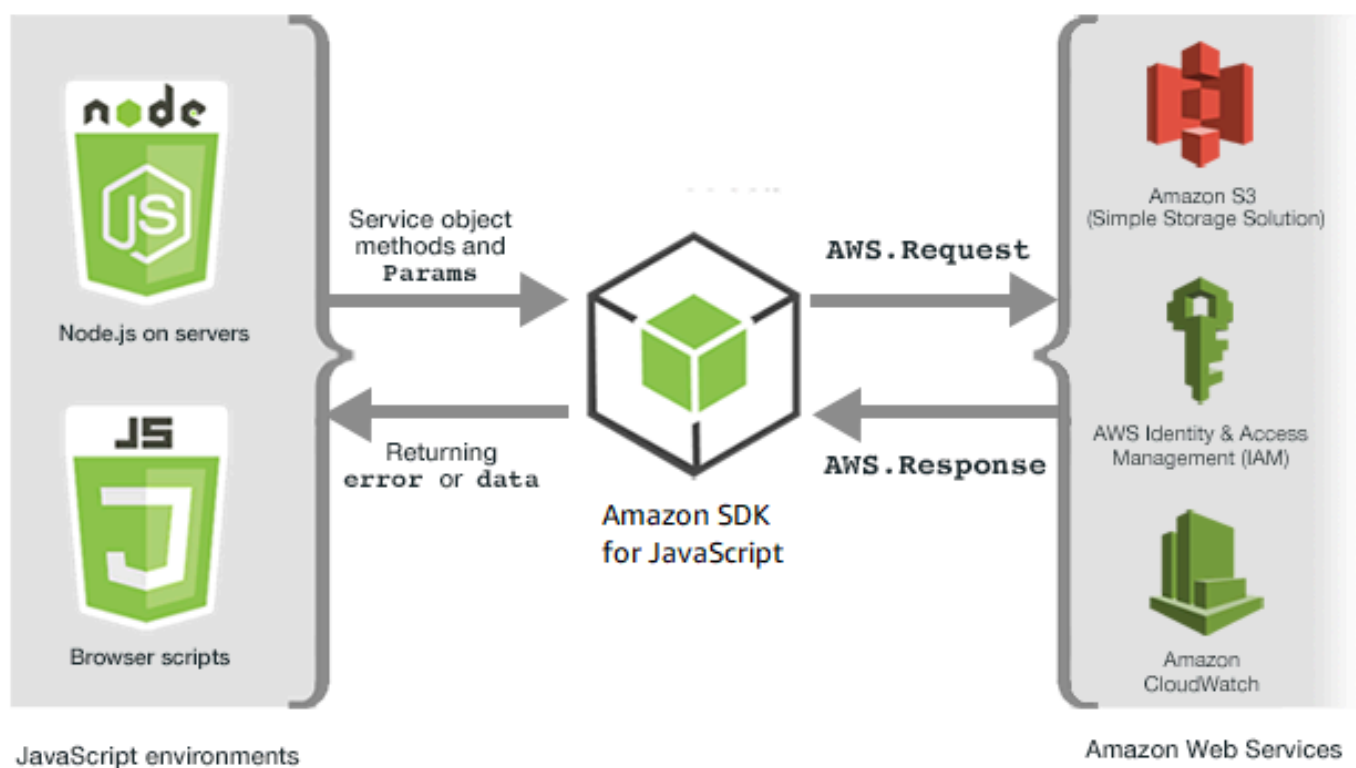 node
JS
Node.js on servers
JS
Browser scripts
JavaScript environments
Service object
methods and
Params
Returning
error or data
Amazon SDK
for JavaScript
AWS.Request
AWS.Response
Amazon S3
(Simple Storage Solution)
AWS Identity & Access
Management (IAM)
Amazon
CloudWatch
Amazon Web Services